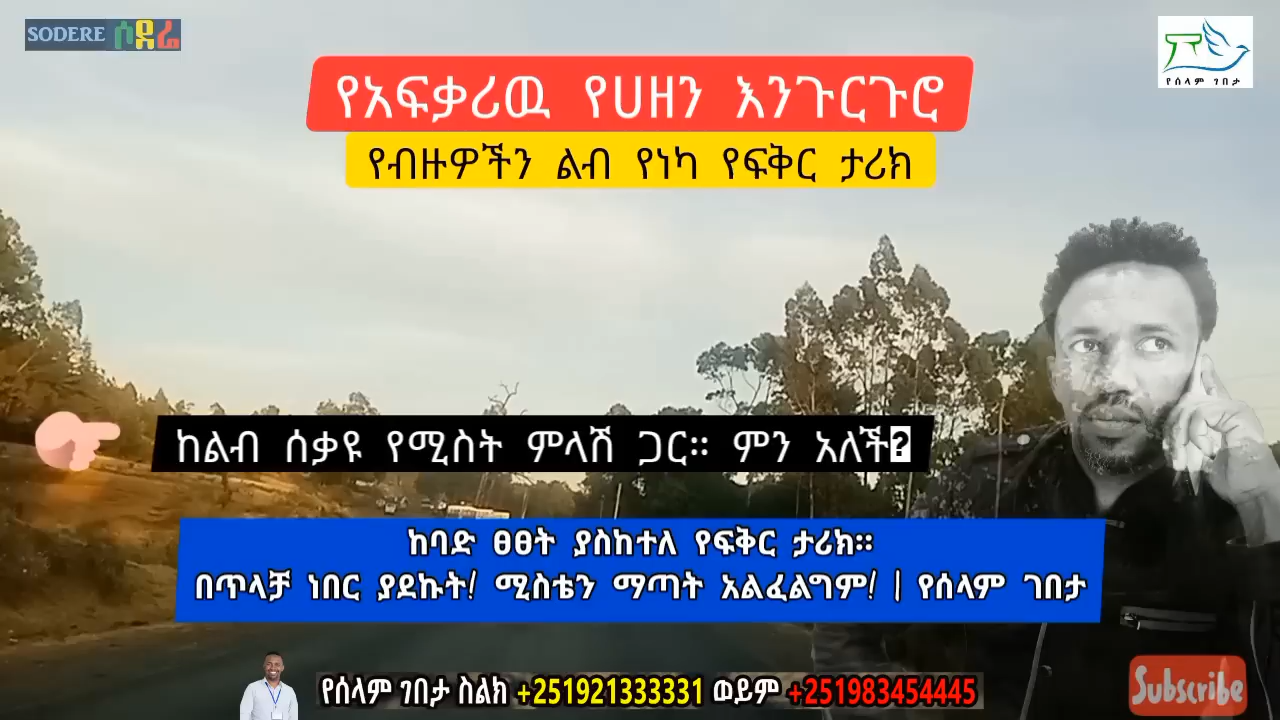 SODERE ሶደሬ
የሰላም ገበታ
የአፍቃሪዉ የሀዘን እንጉርጉሮ
የብዙዎችን ልብ የነካ የፍቅር ታሪክ
ከልብ ሰቃዩ የሚስት ምላሽ ጋር። ምን አለች
ከባድ ፀፀት ያስከተለ የፍቅር ታሪክ።
በጥላቻ ነበር ያደኩት! ሚስቴን ማጣት አልፈልግም! | የሰላም ገበታ
የሰላም ገበታ ስልክ +251921333331 ወይም +251983454445
Subscribe